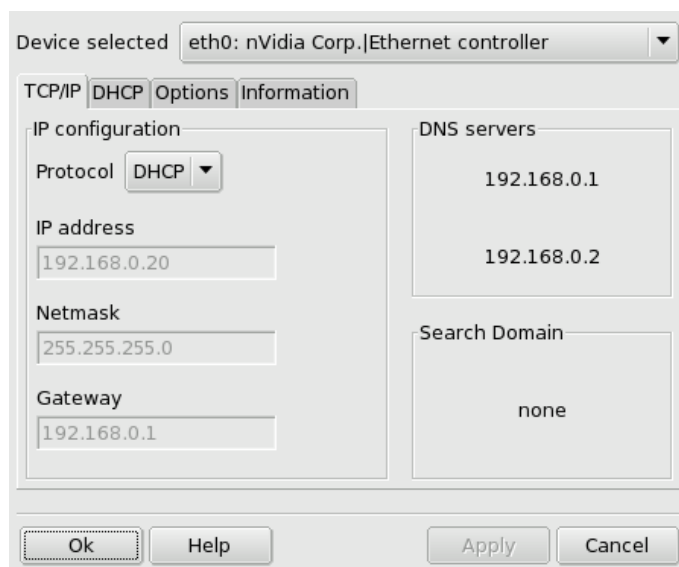 Device selected eth0: nVidia Corp.|Ethernet controller
TCP/IP DHCP Options Information
IP configuration
Protocol DHCP
IP address
192.168.0.20
Netmask
255.255.255.0
Gateway
192.168.0.1
DNS servers
192.168.0.1
192.168.0.2
Search Domain
none
Ok Help Apply Cancel